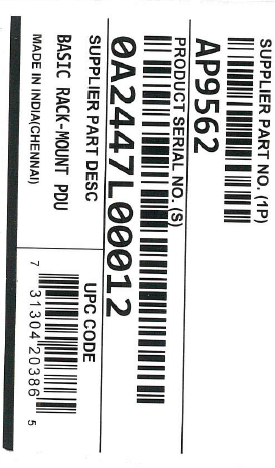 SUPPLIER PART NO. (1P)
AP9562
PRODUCT SERIAL NO. (S)
0A2447L00012
SUPPLIER PART DESC
BASIC RACK-MOUNT PDU
MADE IN INDIA(CHENNAI)
UPC CODE
7 31304 20386 5